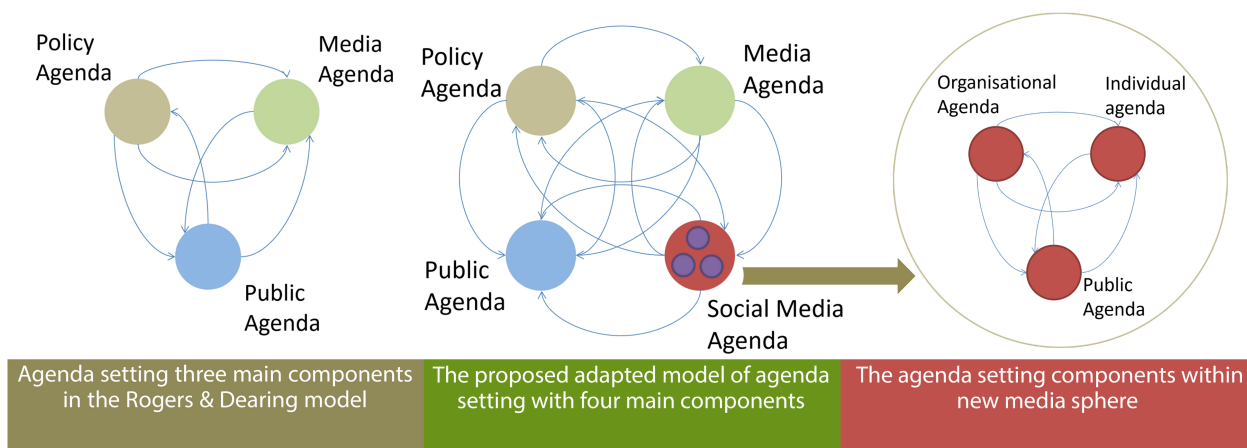 Policy
Agenda
Media
Agenda
Public
Agenda
Policy
Agenda
Media
Agenda
Public
Agenda
Social Media
Agenda
Organisational
Agenda
Individual
agenda
Public
Agenda
Agenda setting three main components
in the Rogers & Dearing model
The proposed adapted model of agenda
setting with four main components
The agenda setting components within
new media sphere